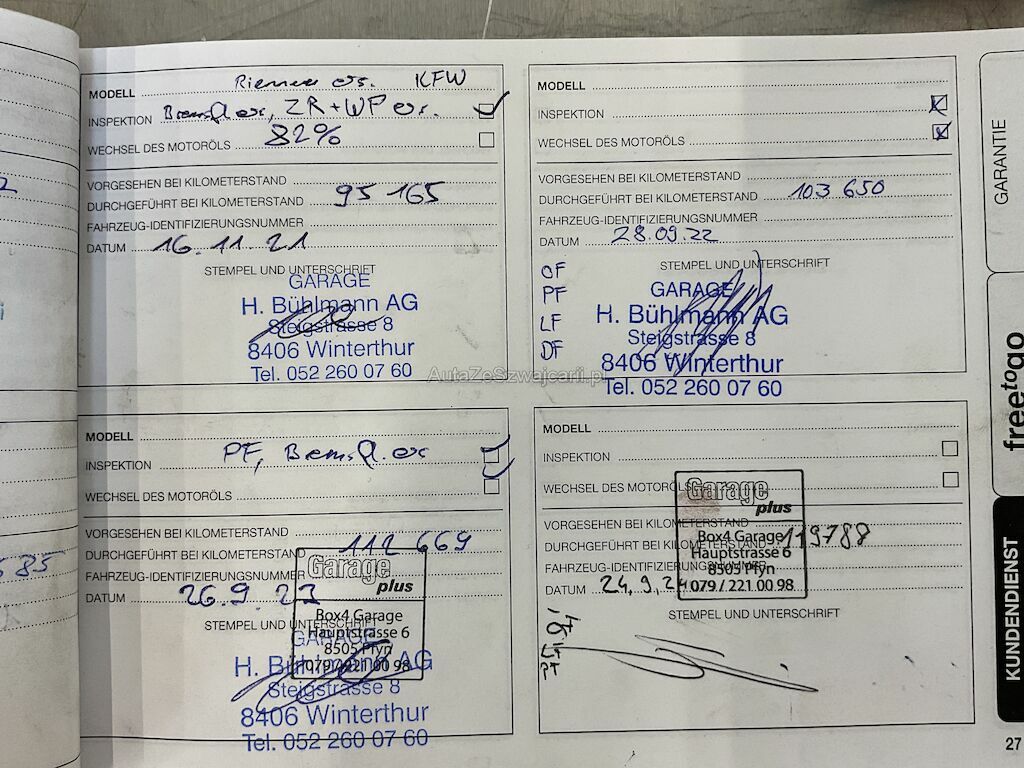 MODELL Riemen ers. KFW
INSPEKTION Bremsfl. ers, ZR+WP ers.
WECHSEL DES MOTORÖLS 82%
VORGESEHEN BEI KILOMETERSTAND
DURCHGEFÜHRT BEI KILOMETERSTAND 95 165
FAHRZEUG-IDENTIFIZIERUNGSNUMMER
DATUM 16.11.21
STEMPEL UND UNTERSCHRIFT
GARAGE
H. Bühlmann AG
Steigstrasse 8
8406 Winterthur
Tel. 052 260 07 60
MODELL
INSPEKTION
WECHSEL DES MOTORÖLS
VORGESEHEN BEI KILOMETERSTAND
DURCHGEFÜHRT BEI KILOMETERSTAND 103 650
FAHRZEUG-IDENTIFIZIERUNGSNUMMER
DATUM 28.09.22
STEMPEL UND UNTERSCHRIFT
OF
PF
LF
DF
GARAGE
H. Bühlmann AG
Steigstrasse 8
8406 Winterthur
Tel. 052 260 07 60
AutaZeSzwajcarii.pl
MODELL
INSPEKTION PF, Bremsfl. ers
WECHSEL DES MOTORÖLS
VORGESEHEN BEI KILOMETERSTAND
DURCHGEFÜHRT BEI KILOMETERSTAND 112 669
FAHRZEUG-IDENTIFIZIERUNGSNUMMER
DATUM 26.9.23
STEMPEL UND UNTERSCHRIFT
Garage
plus
Box4 Garage
Hauptstrasse 6
8505 Pfyn
079 / 221 00 98
GARAGE
H. Bühlmann AG
Steigstrasse 8
8406 Winterthur
Tel. 052 260 07 60
MODELL
INSPEKTION
WECHSEL DES MOTORÖLS
VORGESEHEN BEI KILOMETERSTAND
DURCHGEFÜHRT BEI KILOMETERSTAND 119788
FAHRZEUG-IDENTIFIZIERUNGSNUMMER
DATUM 24.9.24
STEMPEL UND UNTERSCHRIFT
Garage
plus
Box4 Garage
Hauptstrasse 6
8505 Pfyn
079 / 221 00 98
GARANTIE
freetogo
KUNDENDIENST
27
585